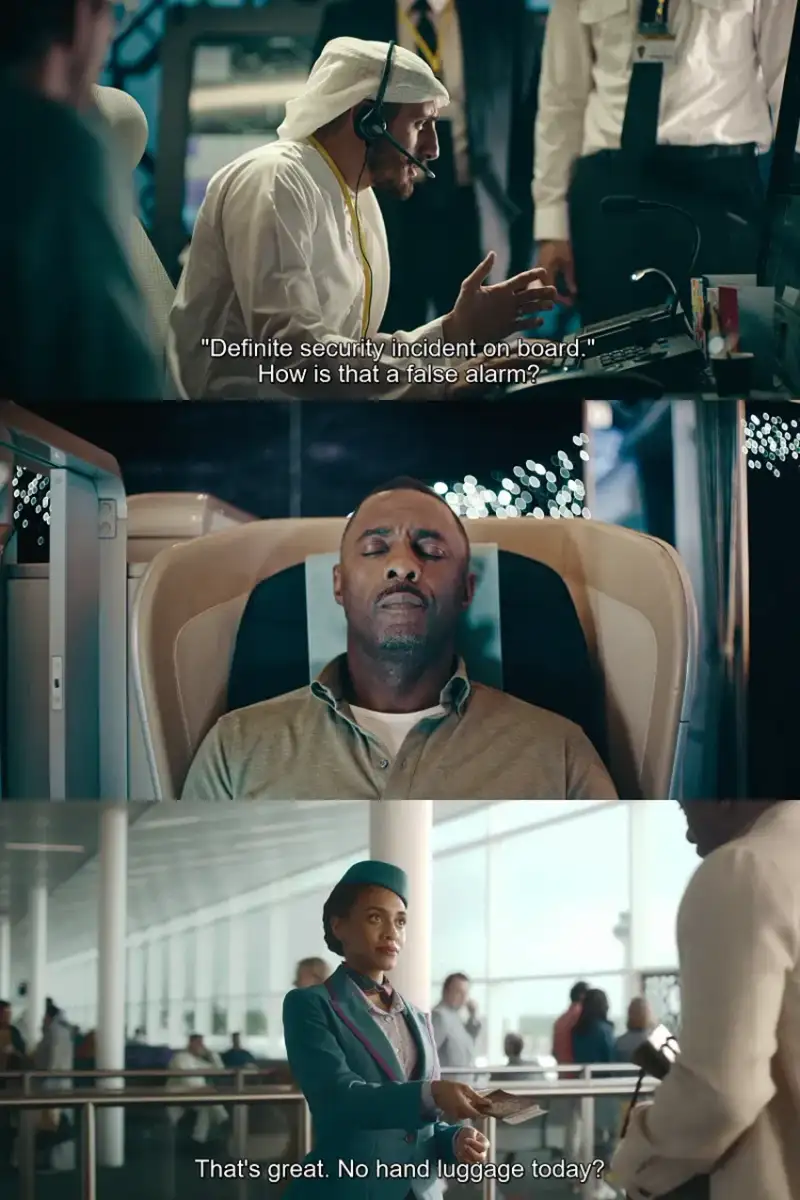 "Definite security incident on board."
How is that a false alarm?
That's great. No hand luggage today?